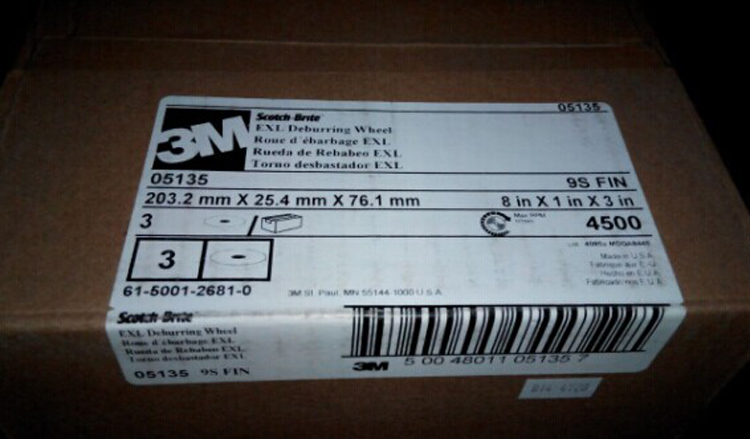 05135
3M
Scotch-Brite
EXL Deburring Wheel
Roue d'ébarbage EXL
Rueda de Rebabeo EXL
Torno desbastador EXL
05135 9S FIN
203.2 mm X 25.4 mm X 76.1 mm 8 in X 1 in X 3 in
3 / Max RPM 4500
3
Made in U.S.A.
Fabriqué aux E.-U.
Hecho en E.U.A.
Fabricado nos E.U.
61-5001-2681-0 3M St. Paul, MN 55144-1000 U.S.A.
Scotch-Brite
EXL Deburring Wheel
Roue d'ébarbage EXL
Rueda de Rebabeo EXL
Torno desbastador EXL
05135 9S FIN
3M 5 00 48011 05135 7